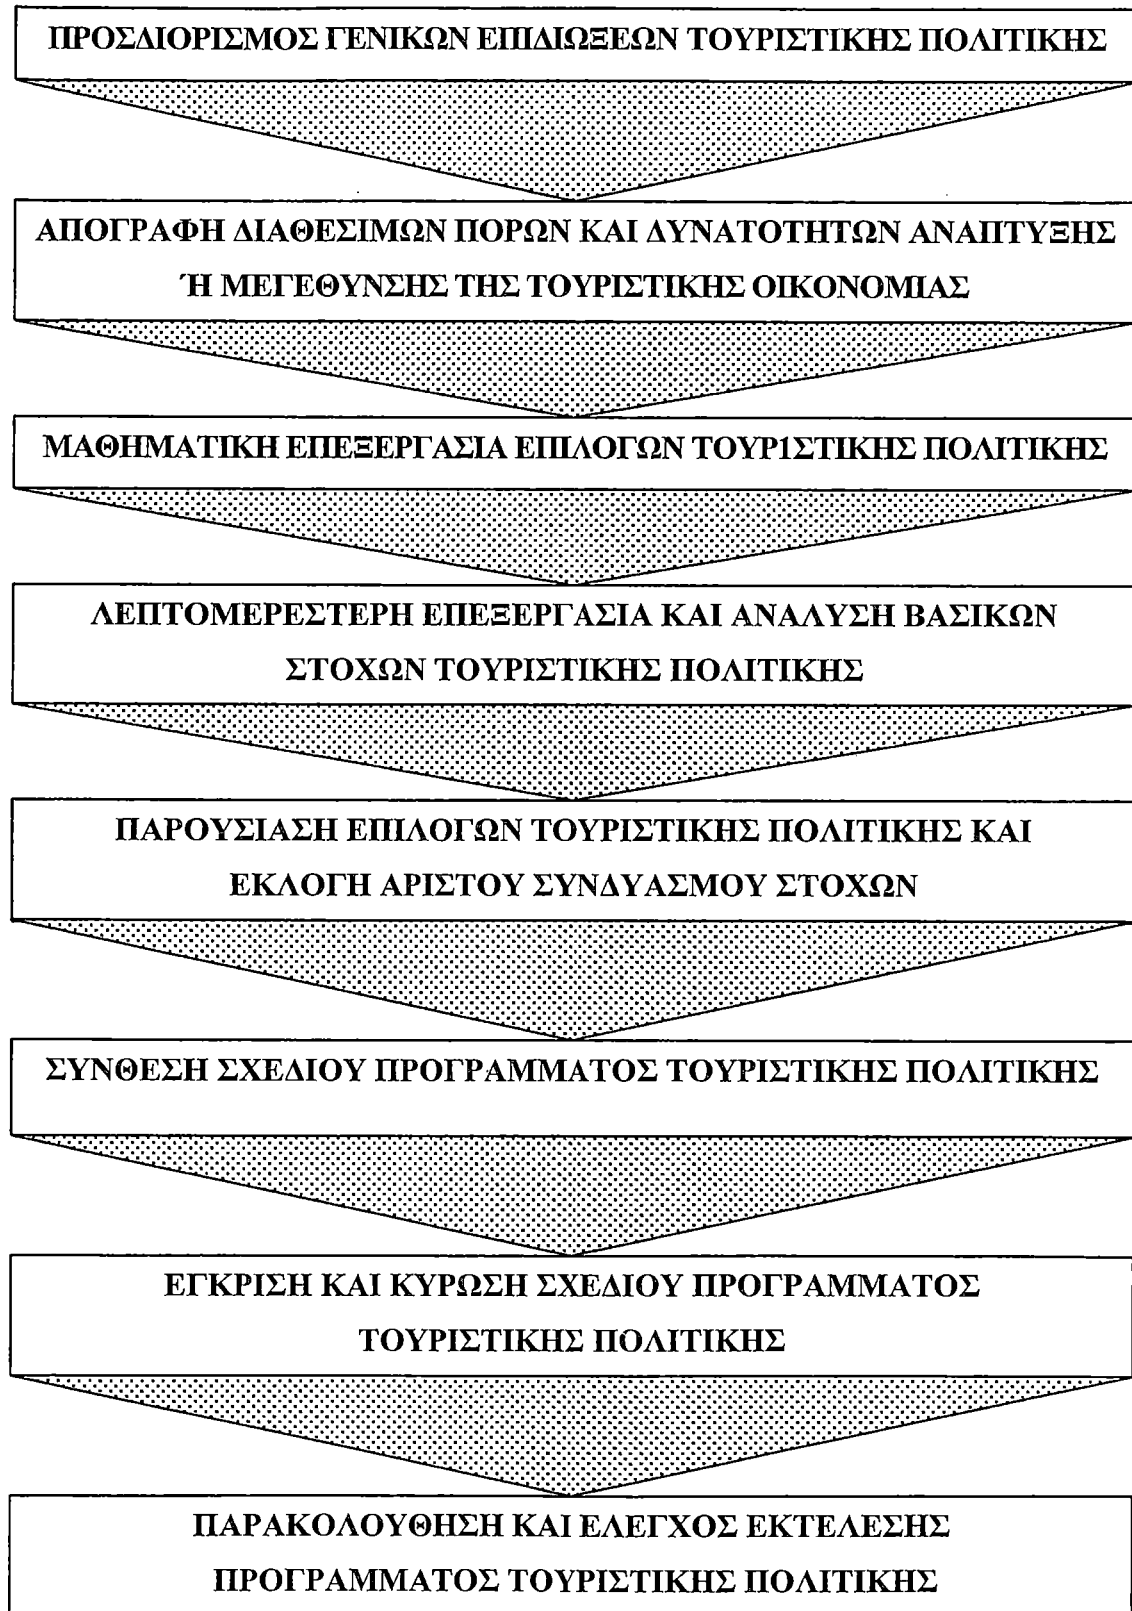 ΠΡΟΣΔΙΟΡΙΣΜΟΣ ΓΕΝΙΚΩΝ ΕΠΙΔΙΩΞΕΩΝ ΤΟΥΡΙΣΤΙΚΗΣ ΠΟΛΙΤΙΚΗΣ
ΑΠΟΓΡΑΦΗ ΔΙΑΘΕΣΙΜΩΝ ΠΟΡΩΝ ΚΑΙ ΔΥΝΑΤΟΤΗΤΩΝ ΑΝΑΠΤΥΞΗΣ
Ή ΜΕΓΕΘΥΝΣΗΣ ΤΗΣ ΤΟΥΡΙΣΤΙΚΗΣ ΟΙΚΟΝΟΜΙΑΣ
ΜΑΘΗΜΑΤΙΚΗ ΕΠΕΞΕΡΓΑΣΙΑ ΕΠΙΛΟΓΩΝ ΤΟΥΡ1ΣΤΙΚΗΣ ΠΟΛΙΤΙΚΗΣ
ΛΕΠΤΟΜΕΡΕΣΤΕΡΗ ΕΠΕΞΕΡΓΑΣΙΑ ΚΑΙ ΑΝΑΛΥΣΗ ΒΑΣΙΚΩΝ
ΣΤΟΧΩΝ ΤΟΥΡΙΣΤΙΚΗΣ ΠΟΛΙΤΙΚΗΣ
ΠΑΡΟΥΣΙΑΣΗ ΕΠΙΛΟΓΩΝ ΤΟΥΡΙΣΤΙΚΗΣ ΠΟΛΙΤΙΚΗΣ ΚΑΙ
ΕΚΛΟΓΗ ΑΡΙΣΤΟΥ ΣΥΝΔΥΑΣΜΟΥ ΣΤΟΧΩΝ
ΣΥΝΘΕΣΗ ΣΧΕΔΙΟΥ ΠΡΟΓΡΑΜΜΑΤΟΣ ΤΟΥΡΙΣΤΙΚΗΣ ΠΟΛΙΤΙΚΗΣ
ΕΓΚΡΙΣΗ ΚΑΙ ΚΥΡΩΣΗ ΣΧΕΔΙΟΥ ΠΡΟΓΡΑΜΜΑΤΟΣ
ΤΟΥΡΙΣΤΙΚΗΣ ΠΟΛΙΤΙΚΗΣ
ΠΑΡΑΚΟΛΟΥΘΗΣΗ ΚΑΙ ΕΛΕΓΧΟΣ ΕΚΤΕΛΕΣΗΣ
ΠΡΟΓΡΑΜΜΑΤΟΣ ΤΟΥΡΙΣΤΙΚΗΣ ΠΟΛΙΤΙΚΗΣ